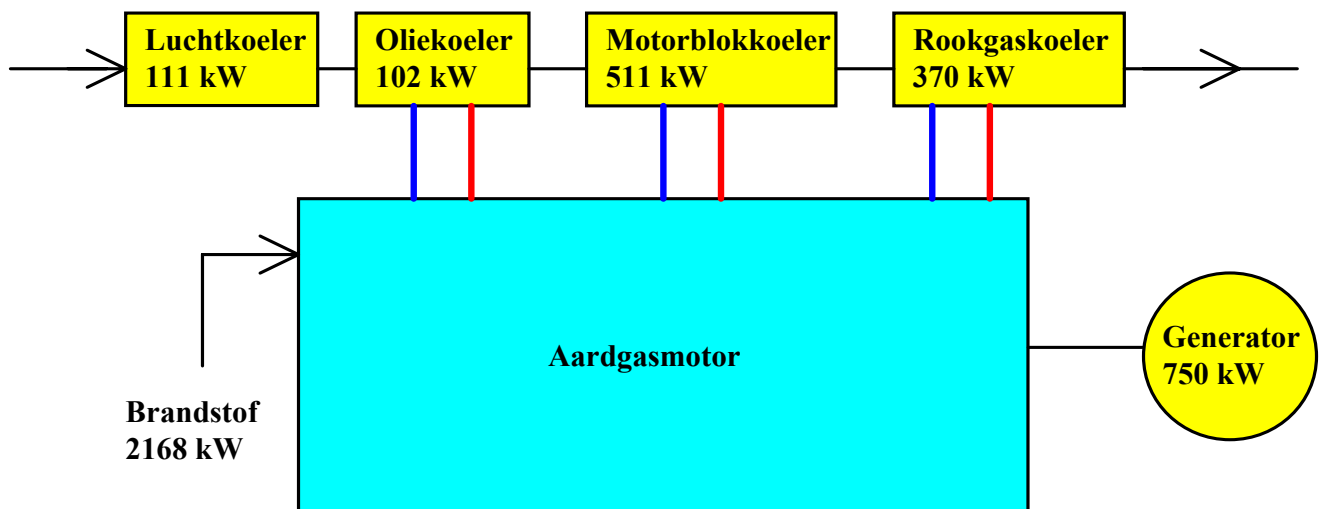 Luchtkoeler
111 kW
Oliekoeler
102 kW
Motorblokkoeler
511 kW
Rookgaskoeler
370 kW
Aardgasmotor
Generator
750 kW
Brandstof
2168 kW